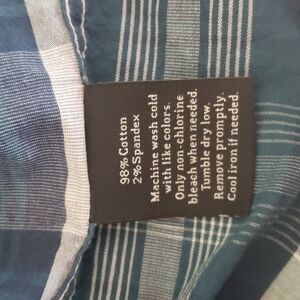 98% Cotton
2% Spandex
Machine wash cold
with like colors.
Only non-chlorine
bleach when needed.
Tumble dry low.
Remove promptly.
Cool iron if needed.